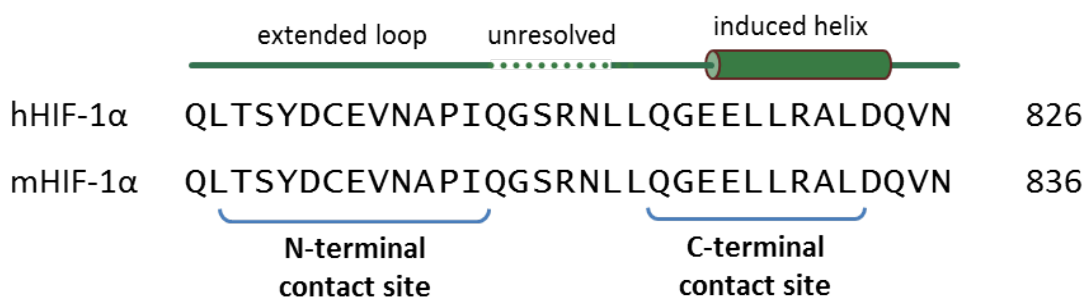 extended loop unresolved induced helix
hHIF-1α QLTSYDCEVNAPIQGSRNLLQGEELLRALDQVN 826
mHIF-1α QLTSYDCEVNAPIQGSRNLLQGEELLRALDQVN 836
N-terminal C-terminal
contact site contact site